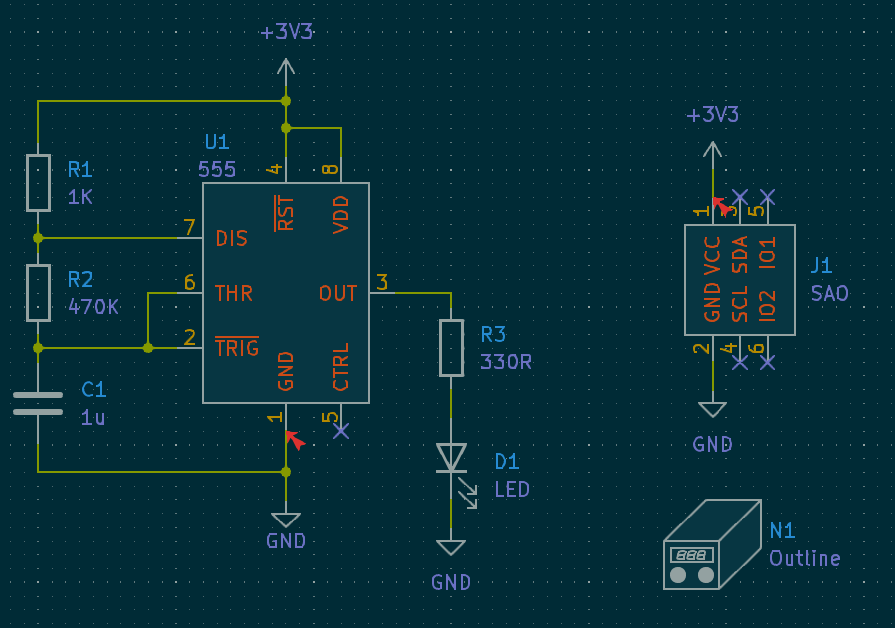 +3V3
U1
555
4
8
RST
VDD
R1
1K
7
DIS
R2
470K
6
THR
OUT
3
2
TRIG
GND
CTRL
C1
1u
1
5
GND
R3
330R
D1
LED
GND
+3V3
1
3
5
VCC
SDA
IO1
GND
SCL
IO2
J1
SAO
2
4
6
GND
888
N1
Outline